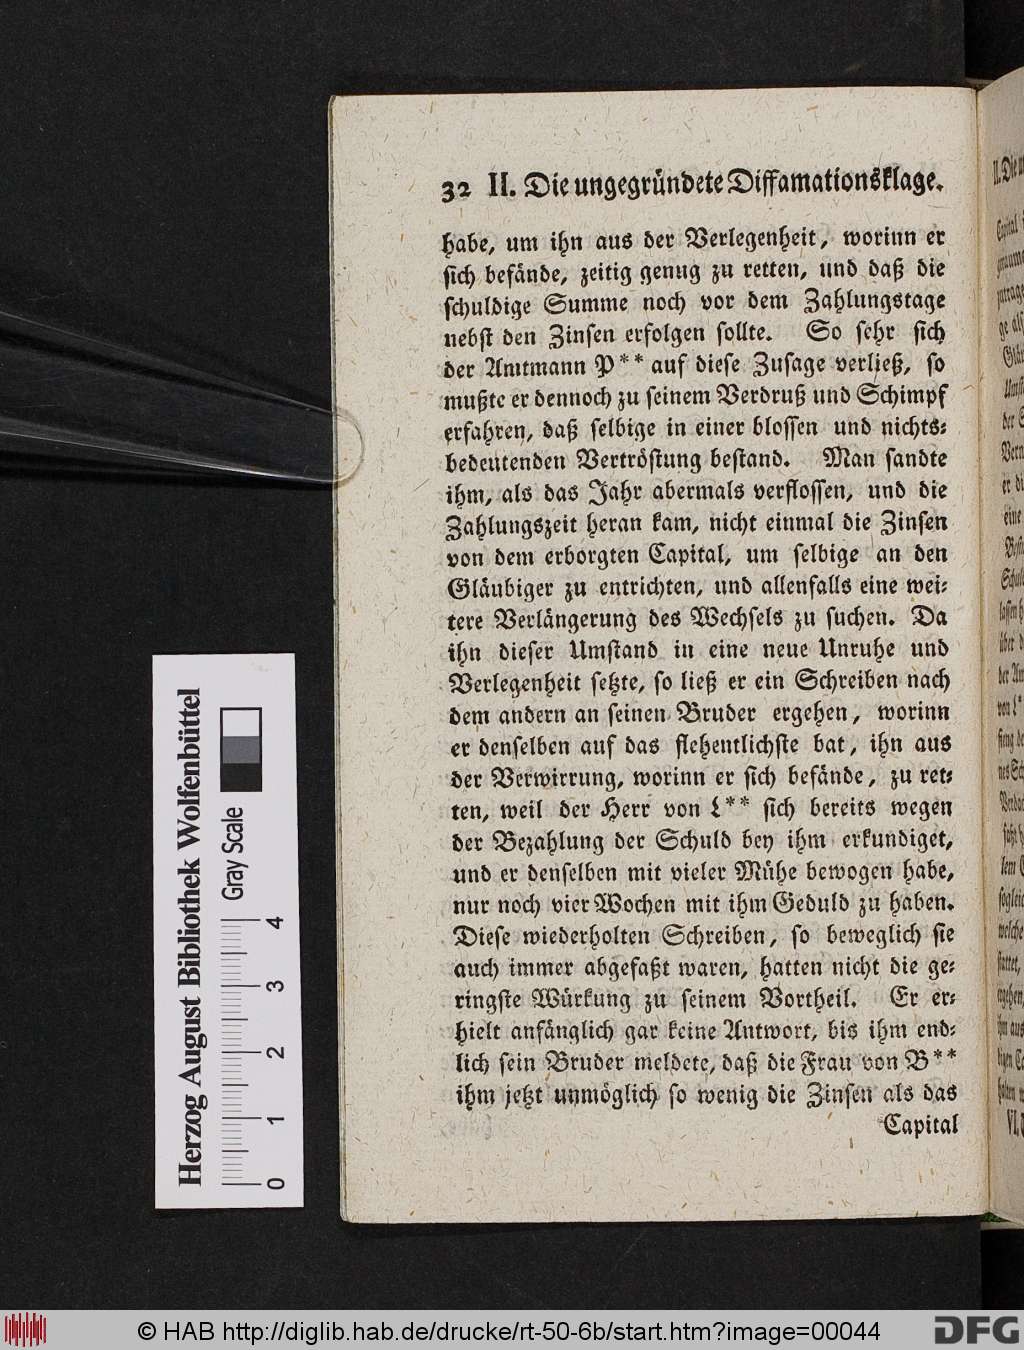 32 II. Die ungegründete Diffamationsklage.
habe, um ihn aus der Verlegenheit, worinn er
sich befände, zeitig genug zu retten, und daß die
schuldige Summe noch vor dem Zahlungstage
nebst den Zinsen erfolgen sollte. So sehr sich
der Amtmann P** auf diese Zusage verließ, so
mußte er dennoch zu seinem Verdruß und Schimpf
erfahren, daß selbige in einer blossen und nichts-
bedeutenden Vertröstung bestand. Man sandte
ihm, als das Jahr abermals verflossen, und die
Zahlungszeit heran kam, nicht einmal die Zinsen
von dem erborgten Capital, um selbige an den
Gläubiger zu entrichten, und allenfalls eine wei-
tere Verlängerung des Wechsels zu suchen. Da
ihn dieser Umstand in eine neue Unruhe und
Verlegenheit setzte, so ließ er ein Schreiben nach
dem andern an seinen Bruder ergehen, worinn
er denselben auf das flehentlichste bat, ihn aus
der Verwirrung, worinn er sich befände, zu ret-
ten, weil der Herr von L** sich bereits wegen
der Bezahlung der Schuld bey ihm erkundiget,
und er denselben mit vieler Mühe bewogen habe,
nur noch vier Wochen mit ihm Geduld zu haben.
Diese wiederholten Schreiben, so beweglich sie
auch immer abgefaßt waren, hatten nicht die ge-
ringste Würkung zu seinem Vortheil. Er er-
hielt anfänglich gar keine Antwort, bis ihm end-
lich sein Bruder meldete, daß die Frau von B**
ihm jetzt unmöglich so wenig die Zinsen als das
Capital
Herzog August Bibliothek Wolfenbüttel
Gray Scale
0 1 2 3 4
© HAB http://diglib.hab.de/drucke/rt-50-6b/start.htm?image=00044
DFG